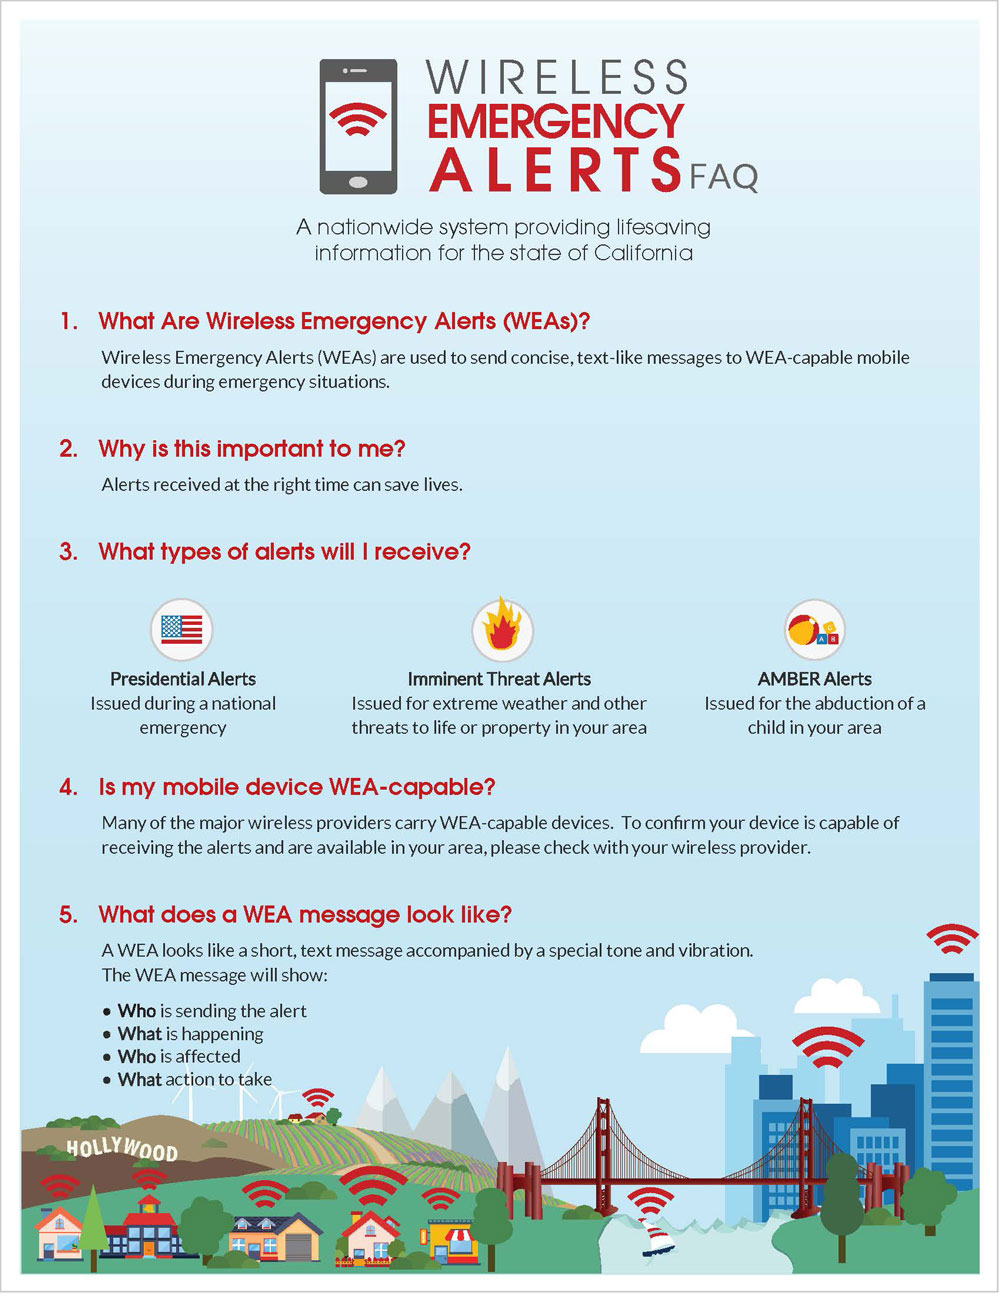 WIRELESS
EMERGENCY
ALERTS FAQ
A nationwide system providing lifesaving
information for the state of California
1. What Are Wireless Emergency Alerts (WEAs)?
Wireless Emergency Alerts (WEAs) are used to send concise, text-like messages to WEA-capable mobile
devices during emergency situations.
2. Why is this important to me?
Alerts received at the right time can save lives.
3. What types of alerts will I receive?
Presidential Alerts
Issued during a national
emergency
Imminent Threat Alerts
Issued for extreme weather and other
threats to life or property in your area
C
A B
AMBER Alerts
Issued for the abduction of a
child in your area
4. Is my mobile device WEA-capable?
Many of the major wireless providers carry WEA-capable devices. To confirm your device is capable of
receiving the alerts and are available in your area, please check with your wireless provider.
5. What does a WEA message look like?
A WEA looks like a short, text message accompanied by a special tone and vibration.
The WEA message will show:
• Who is sending the alert
• What is happening
• Who is affected
• What action to take
HOLLYWOOD